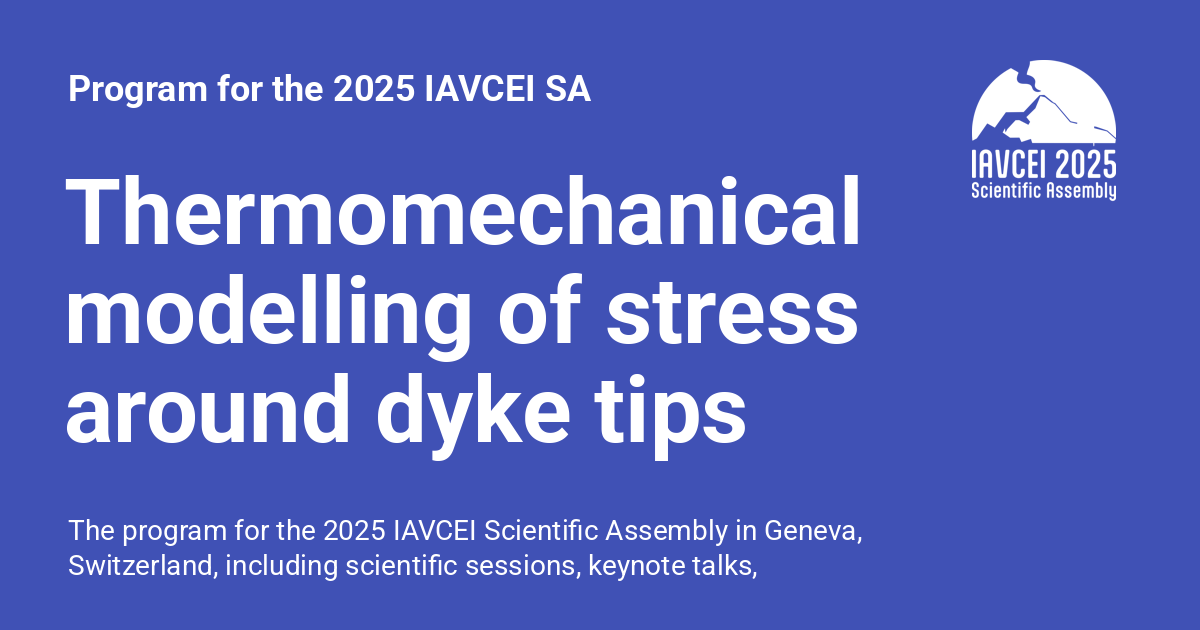 Program for the 2025 IAVCEI SA
IAVCEI 2025
Scientific Assembly
Thermomechanical
modelling of stress
around dyke tips
The program for the 2025 IAVCEI Scientific Assembly in Geneva,
Switzerland, including scientific sessions, keynote talks,